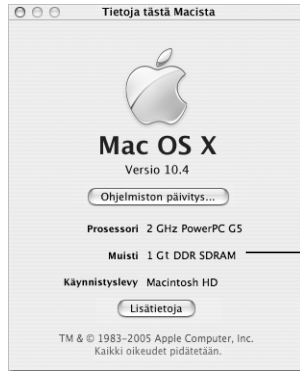 Tietoja tästä Macista
Mac OS X
Versio 10.4
Ohjelmiston päivitys...
Prosessori 2 GHz PowerPC G5
Muisti 1 Gt DDR SDRAM
Käynnistyslevy Macintosh HD
Lisätietoja
TM & © 1983–2005 Apple Computer, Inc.
Kaikki oikeudet pidätetään.